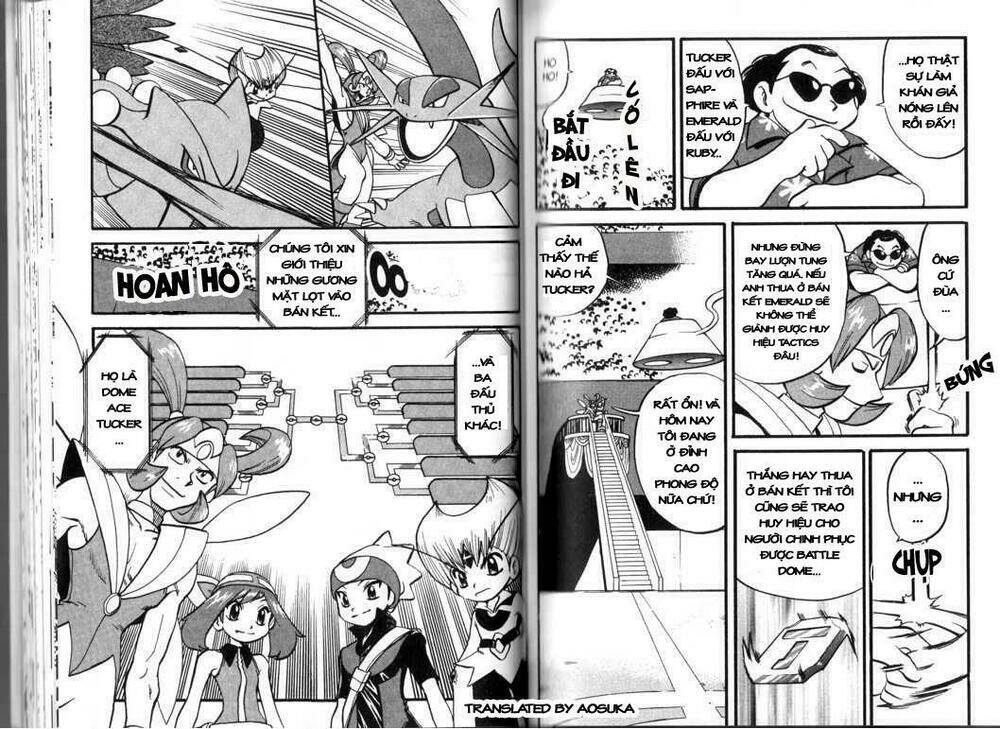 ...HỌ THẬT
SỰ LÀM
KHÁN GIẢ
NÓNG LÊN
RỒI ĐẤY!
TUCKER
ĐẤU VỚI
SAP-
PHIRE VÀ
EMERALD
ĐẤU VỚI
RUBY...
HO
HO!
CỐ LÊN
BẮT
ĐẦU
ĐI
ÔNG
CỨ
ĐÙA
...
NHƯNG ĐỪNG
BAY LƯỢN TUNG
TĂNG QUÁ. NẾU
ANH THUA Ở BÁN
KẾT EMERALD SẼ
KHÔNG THỂ
GIÀNH ĐƯỢC HUY
HIỆU TACTICS
ĐÂU!
BỨNG
...
NHƯNG
...
CHỤP
THẮNG HAY THUA
Ở BÁN KẾT THÌ TÔI
CŨNG SẼ TRAO
HUY HIỆU CHO
NGƯỜI CHINH PHỤC
ĐƯỢC BATTLE
DOME...
CẢM
THẤY THẾ
NÀO HẢ
TUCKER?
RẤT ỔN! VÀ
HÔM NAY
TÔI ĐANG
Ở ĐỈNH
CAO
PHONG ĐỘ
NỮA CHỨ!
CHÚNG TÔI XIN
GIỚI THIỆU
NHỮNG GƯƠNG
MẶT LỌT VÀO
BÁN KẾT...
HOAN HÔ
OO
...VÀ
BA
ĐẤU
THỦ
KHÁC!
HỌ LÀ
DOME
ACE
TUCKER
...
TRANSLATED BY AOSUKA